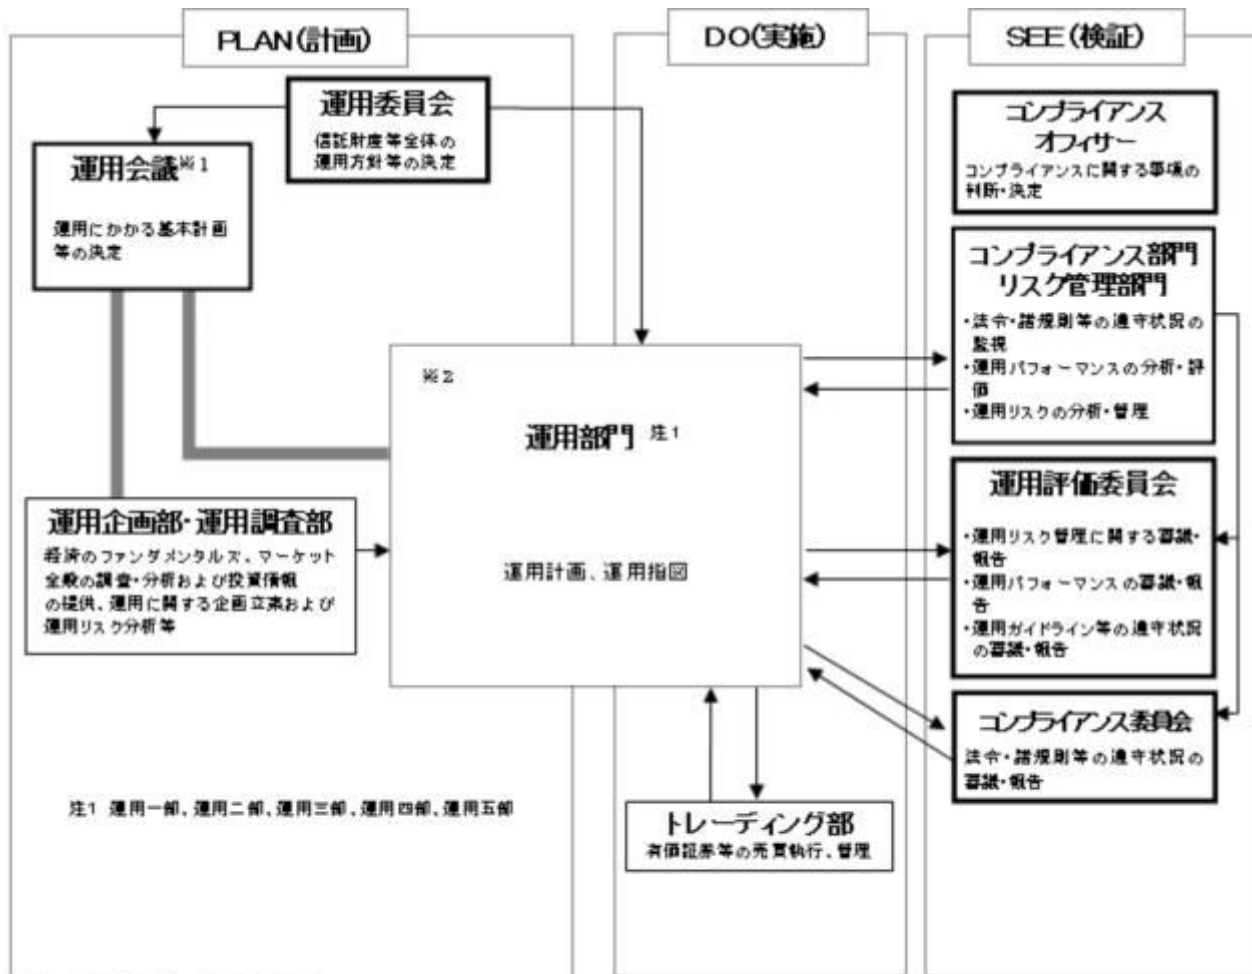 PLAN(計画)
運用委員会
信託財産等全体の
運用方針等の決定
運用会議※1
運用にかかる基本計画
等の決定
運用企画部・運用調査部
経済のファンダメンタルズ、マーケット
全般の調査・分析および投資情報
の提供、運用に関する企画立案および
運用リスク分析等
注1 運用一部、運用二部、運用三部、運用四部、運用五部
DO(実施)
※2
運用部門 注1
運用計画、運用指図
トレーディング部
有価証券等の売買執行、管理
SEE(検証)
コンプライアンス
オフィサー
コンプライアンスに関する事項の
判断・決定
コンプライアンス部門
リスク管理部門
・法令・諸規則等の遵守状況の
監視
・運用パフォーマンスの分析・評
価
・運用リスクの分析・管理
運用評価委員会
・運用リスク管理に関する審議・
報告
・運用パフォーマンスの審議・報
告
・運用ガイドライン等の遵守状況
の審議・報告
コンプライアンス委員会
法令・諸規則等の遵守状況の
審議・報告